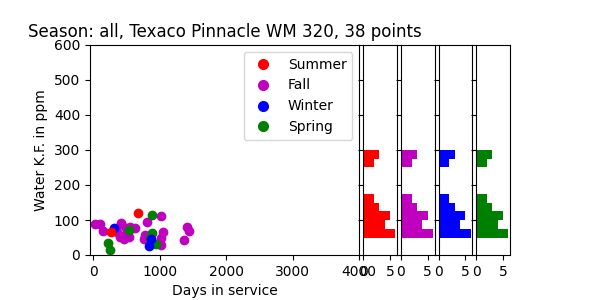 Season: all, Texaco Pinnacle WM 320, 38 points
Water K.F. in ppm
600
500
400
300
200
100
0
Summer
Fall
Winter
Spring
0 1000 2000 3000 4000
0 5 0 5 0 5 0 5
Days in service